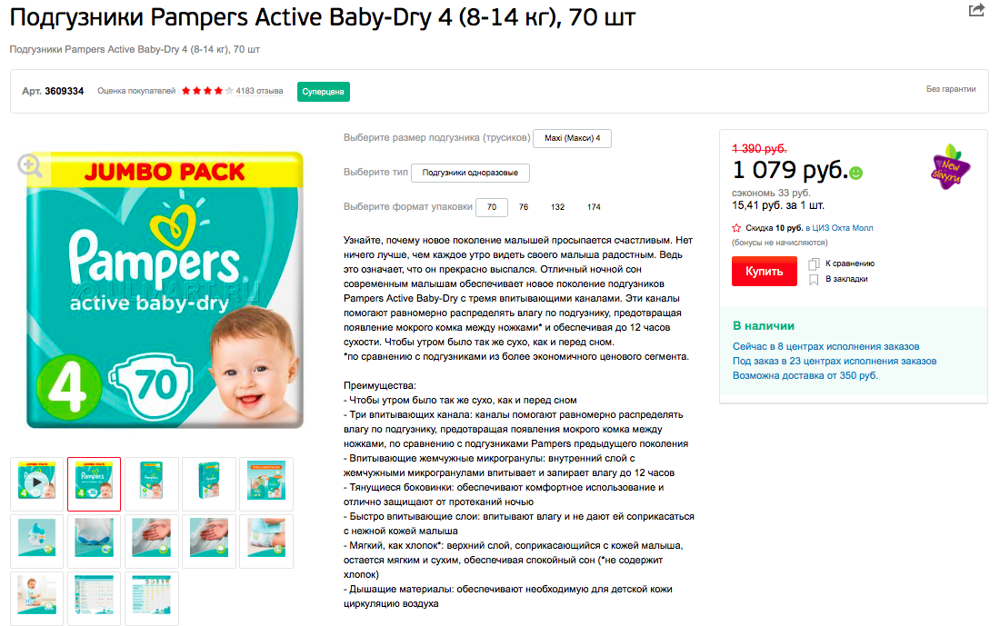 Подгузники Pampers Active Baby-Dry 4 (8-14 кг), 70 шт
Подгузники Pampers Active Baby-Dry 4 (8-14 кг), 70 шт
Арт. 3609334 Оценка покупателей 4183 отзыва Суперцена Без гарантии
JUMBO PACK
Pampers
ULMART.RU
active baby-dry
4
70
Выберите размер подгузника (трусиков) Maxi (Макси) 4
Выберите тип Подгузники одноразовые
Выберите формат упаковки 70 76 132 174
Узнайте, почему новое поколение малышей просыпается счастливым. Нет
ничего лучше, чем каждое утро видеть своего малыша радостным. Ведь
это означает, что он прекрасно выспался. Отличный ночной сон
современным малышам обеспечивает новое поколение подгузников
Pampers Active Baby-Dry с тремя впитывающими каналами. Эти каналы
помогают равномерно распределять влагу по подгузнику, предотвращая
появление мокрого комка между ножками* и обеспечивая до 12 часов
сухости. Чтобы утром было так же сухо, как и перед сном.
*по сравнению с подгузниками из более экономичного ценового сегмента.
Преимущества:
- Чтобы утром было так же сухо, как и перед сном
- Три впитывающих канала: каналы помогают равномерно распределять
влагу по подгузнику, предотвращая появления мокрого комка между
ножками, по сравнению с подгузниками Pampers предыдущего поколения
- Впитывающие жемчужные микрогранулы: внутренний слой с
жемчужными микрогранулами впитывает и запирает влагу до 12 часов
- Тянущиеся боковинки: обеспечивают комфортное использование и
отлично защищают от протеканий ночью
- Быстро впитывающие слои: впитывают влагу и не дают ей соприкасаться
с нежной кожей малыша
- Мягкий, как хлопок*: верхний слой, соприкасающийся с кожей малыша,
остается мягким и сухим, обеспечивая спокойный сон (*не содержит
хлопок)
- Дышащие материалы: обеспечивают необходимую для детской кожи
циркуляцию воздуха
1 390 руб.
1 079 руб.
New
slivy.ru
сэкономь 33 руб.
15,41 руб. за 1 шт.
Скидка 10 руб. в ЦИЗ Охта Молл
(бонусы не начисляются)
Купить
К сравнению
В закладки
В наличии
Сейчас в 8 центрах исполнения заказов
Под заказ в 23 центрах исполнения заказов
Возможна доставка от 350 руб.